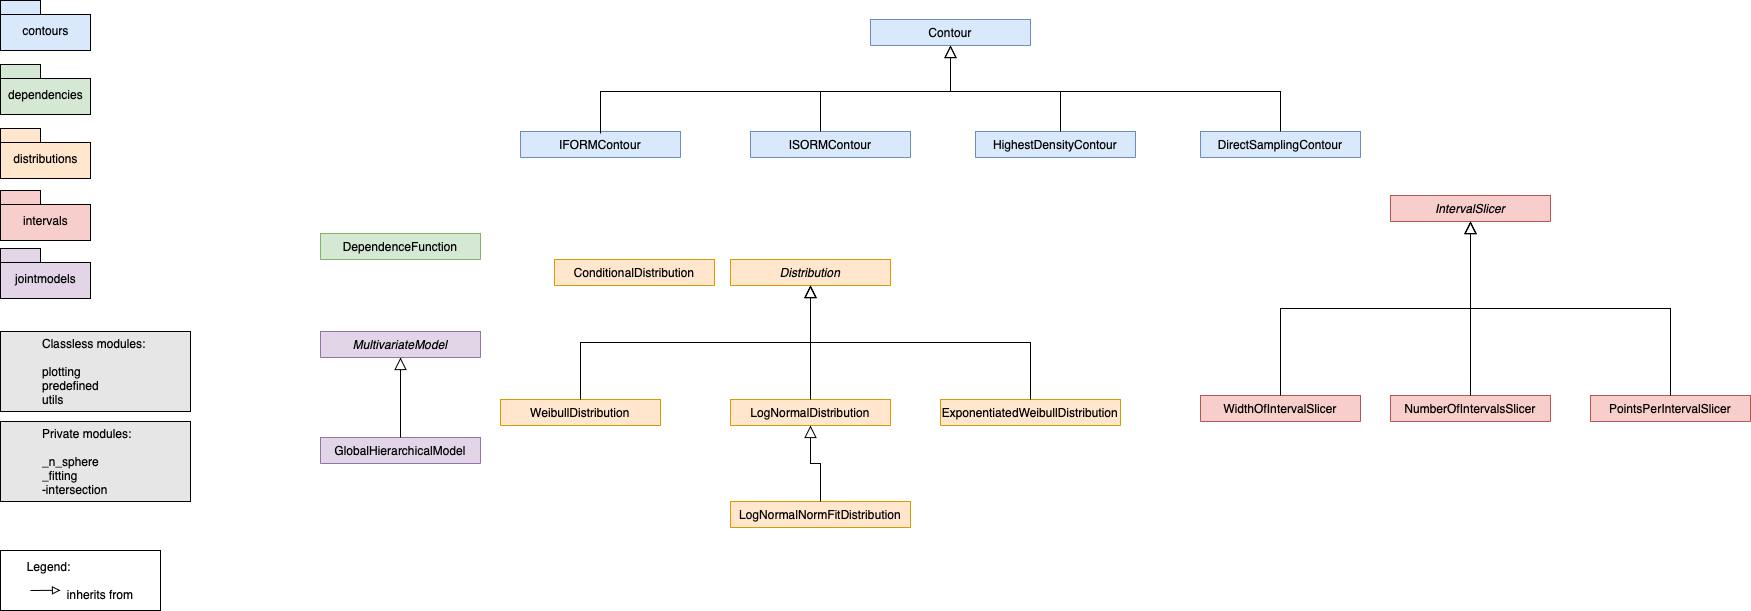 contours
dependencies
distributions
intervals
jointmodels
Classless modules:
plotting
predefined
utils
Private modules:
_n_sphere
_fitting
-intersection
Legend:
inherits from
Contour
IFORMContour
ISORMContour
HighestDensityContour
DirectSamplingContour
DependenceFunction
MultivariateModel
GlobalHierarchicalModel
ConditionalDistribution
Distribution
WeibullDistribution
LogNormalDistribution
ExponentiatedWeibullDistribution
LogNormalNormFitDistribution
IntervalSlicer
WidthOfIntervalSlicer
NumberOfIntervalsSlicer
PointsPerIntervalSlicer